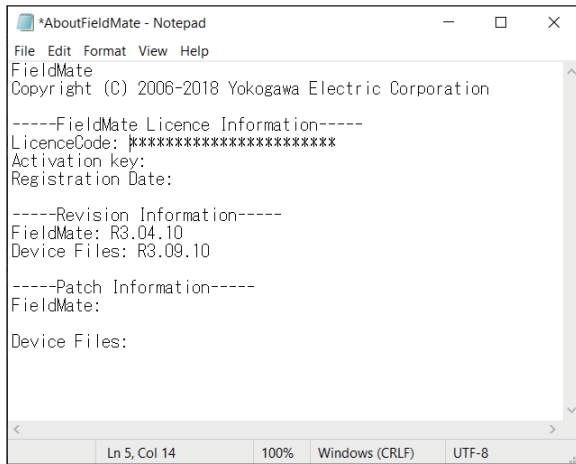 *AboutFieldMate - Notepad
File Edit Format View Help
FieldMate
Copyright (C) 2006-2018 Yokogawa Electric Corporation
-----FieldMate Licence Information-----
LicenceCode: ***********************
Activation key:
Registration Date:
-----Revision Information-----
FieldMate: R3.04.10
Device Files: R3.09.10
-----Patch Information-----
FieldMate:
Device Files:
Ln 5, Col 14 100% Windows (CRLF) UTF-8